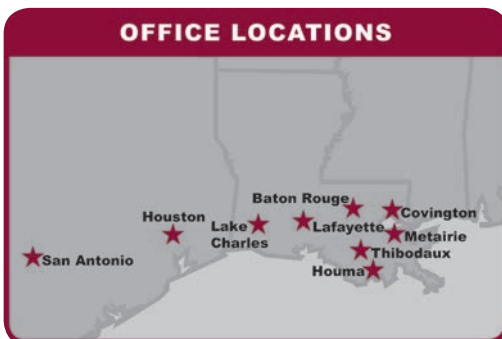 OFFICE LOCATIONS
Baton Rouge
Covington
Houston
Lake
Charles
Lafayette
Metairie
San Antonio
Thibodaux
Houma